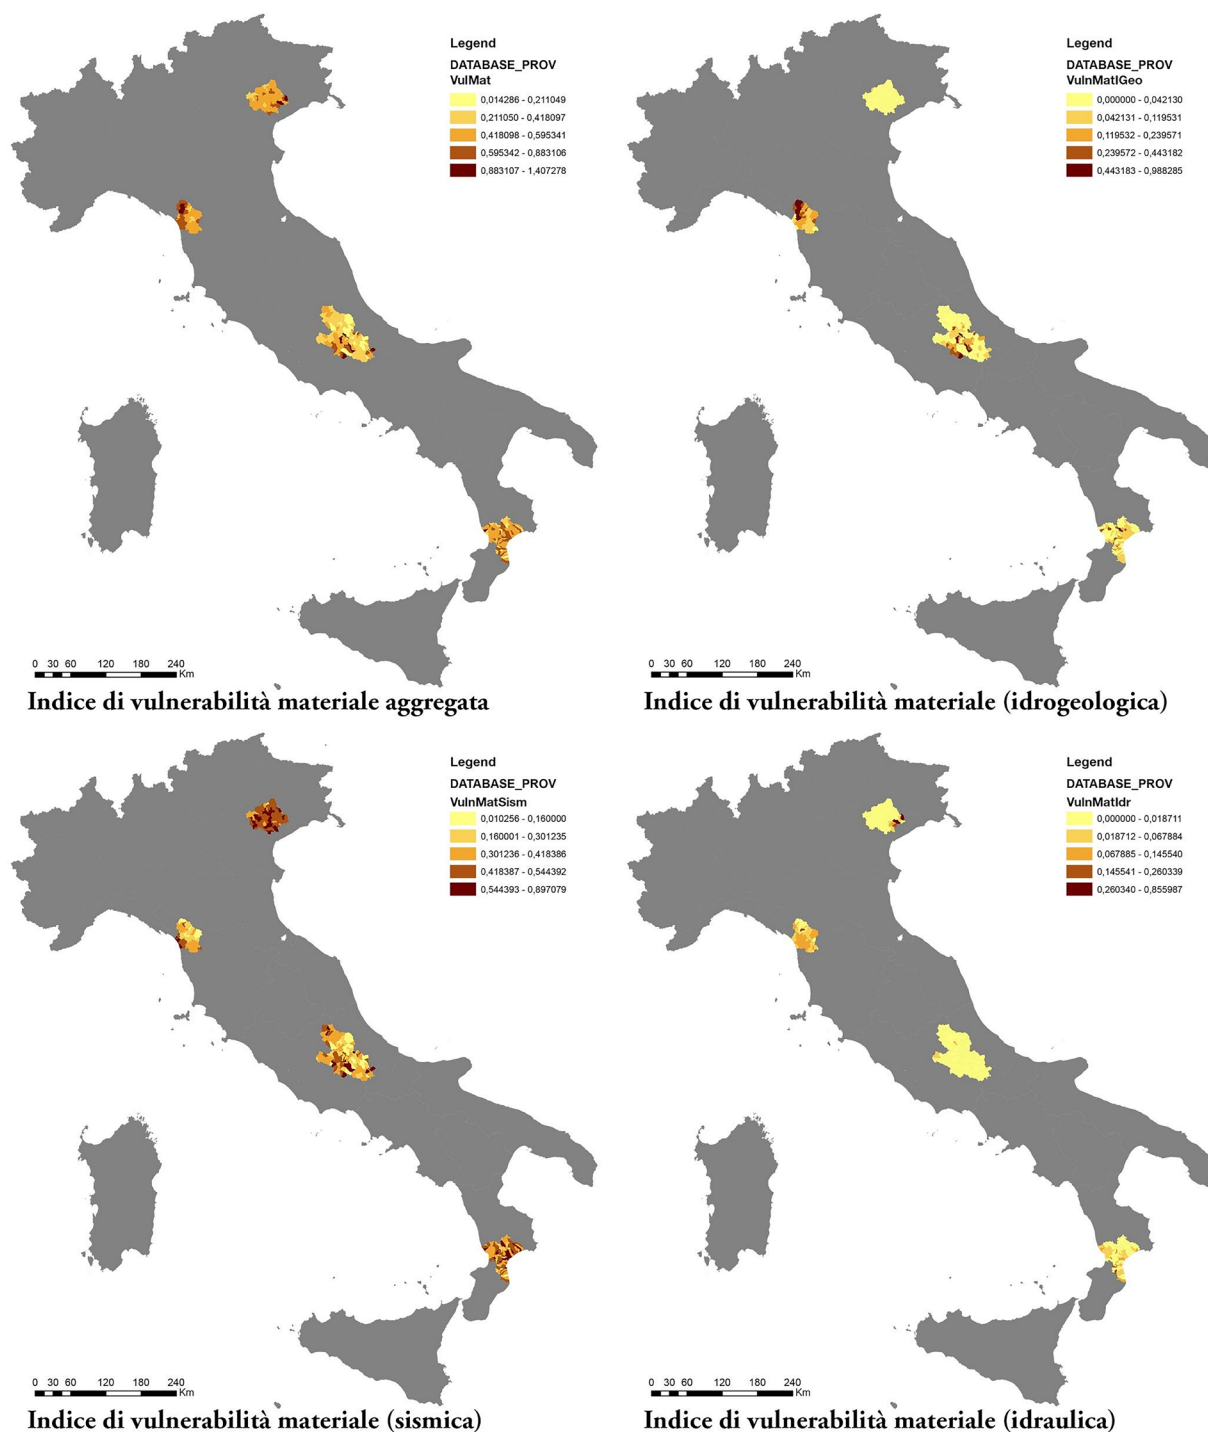 Legend
DATABASE_PROV
VulMat
0,014286 - 0,211049
0,211050 - 0,418097
0,418098 - 0,595341
0,595342 - 0,883106
0,883107 - 1,407278
0 30 60 120 180 240
Km
Indice di vulnerabilità materiale aggregata
Legend
DATABASE_PROV
VulnMatIGeo
0,000000 - 0,042130
0,042131 - 0,119531
0,119532 - 0,239571
0,239572 - 0,443182
0,443183 - 0,988285
0 30 60 120 180 240
Km
Indice di vulnerabilità materiale (idrogeologica)
Legend
DATABASE_PROV
VulnMatSism
0,010256 - 0,160000
0,160001 - 0,301235
0,301236 - 0,418386
0,418387 - 0,544392
0,544393 - 0,897079
0 30 60 120 180 240
Km
Indice di vulnerabilità materiale (sismica)
Legend
DATABASE_PROV
VulnMatIdr
0,000000 - 0,018711
0,018712 - 0,067884
0,067885 - 0,145540
0,145541 - 0,260339
0,260340 - 0,855987
0 30 60 120 180 240
Km
Indice di vulnerabilità materiale (idraulica)